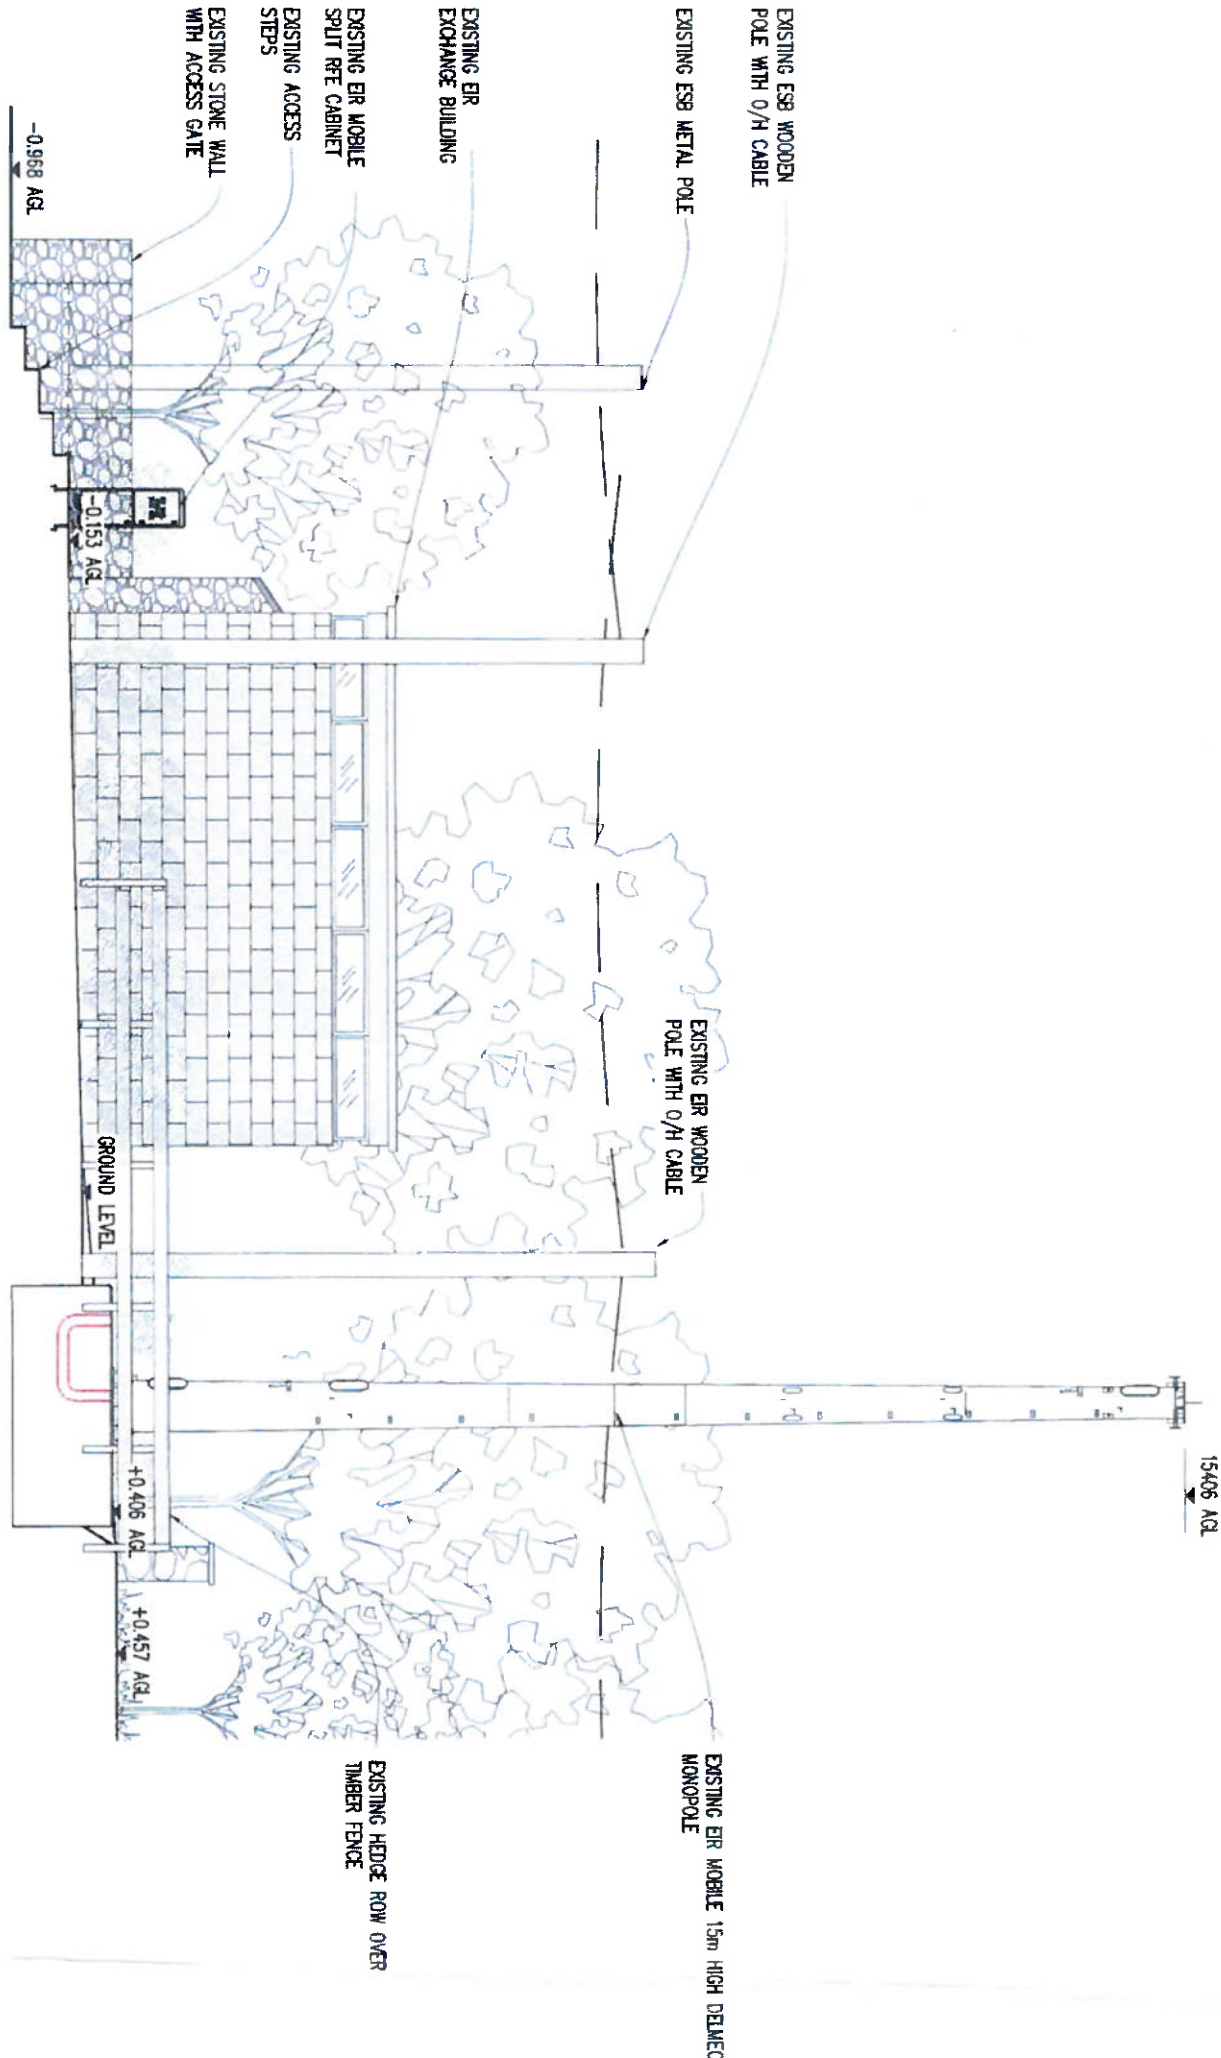 EXISTING ESB WOODEN
POLE WITH O/H CABLE
EXISTING ESB METAL POLE
EXISTING EIR
EXCHANGE BUILDING
EXISTING EIR MOBILE
SPLIT RFE CABINET
EXISTING ACCESS
STEPS
EXISTING STONE WALL
WITH ACCESS GATE
-0.968 AGL
-0.153 AGL
EXISTING EIR WOODEN
POLE WITH O/H CABLE
GROUND LEVEL
15406 AGL
+0.406 AGL
+0.457 AGL
EXISTING EIR MOBILE 15m HIGH DELMEC
MONOPOLE
EXISTING HEDGE ROW OVER
TIMBER FENCE